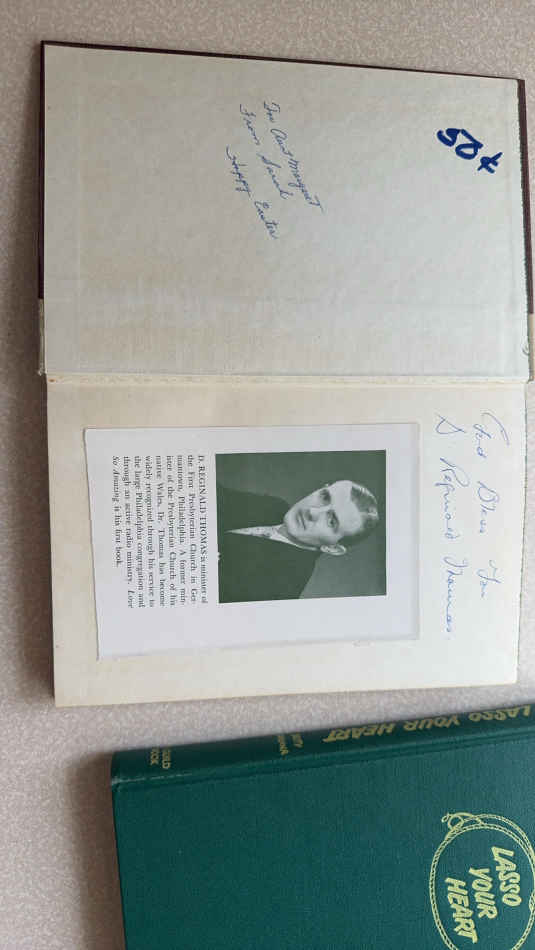 50¢
To Aunt Margaret
From Sarah
Happy Easter
God Bless You
D Reginald Thomas.
D. REGINALD THOMAS is minister of
the First Presbyterian Church in Ger-
mantown, Philadelphia. A former min-
ister of the Presbyterian Church of his
native Wales, Dr. Thomas has become
widely recognized through his service to
the large Philadelphia congregation and
through an active radio ministry. Love
So Amazing is his first book.
LASSO YOUR HEART
LASSO
YOUR
HEART